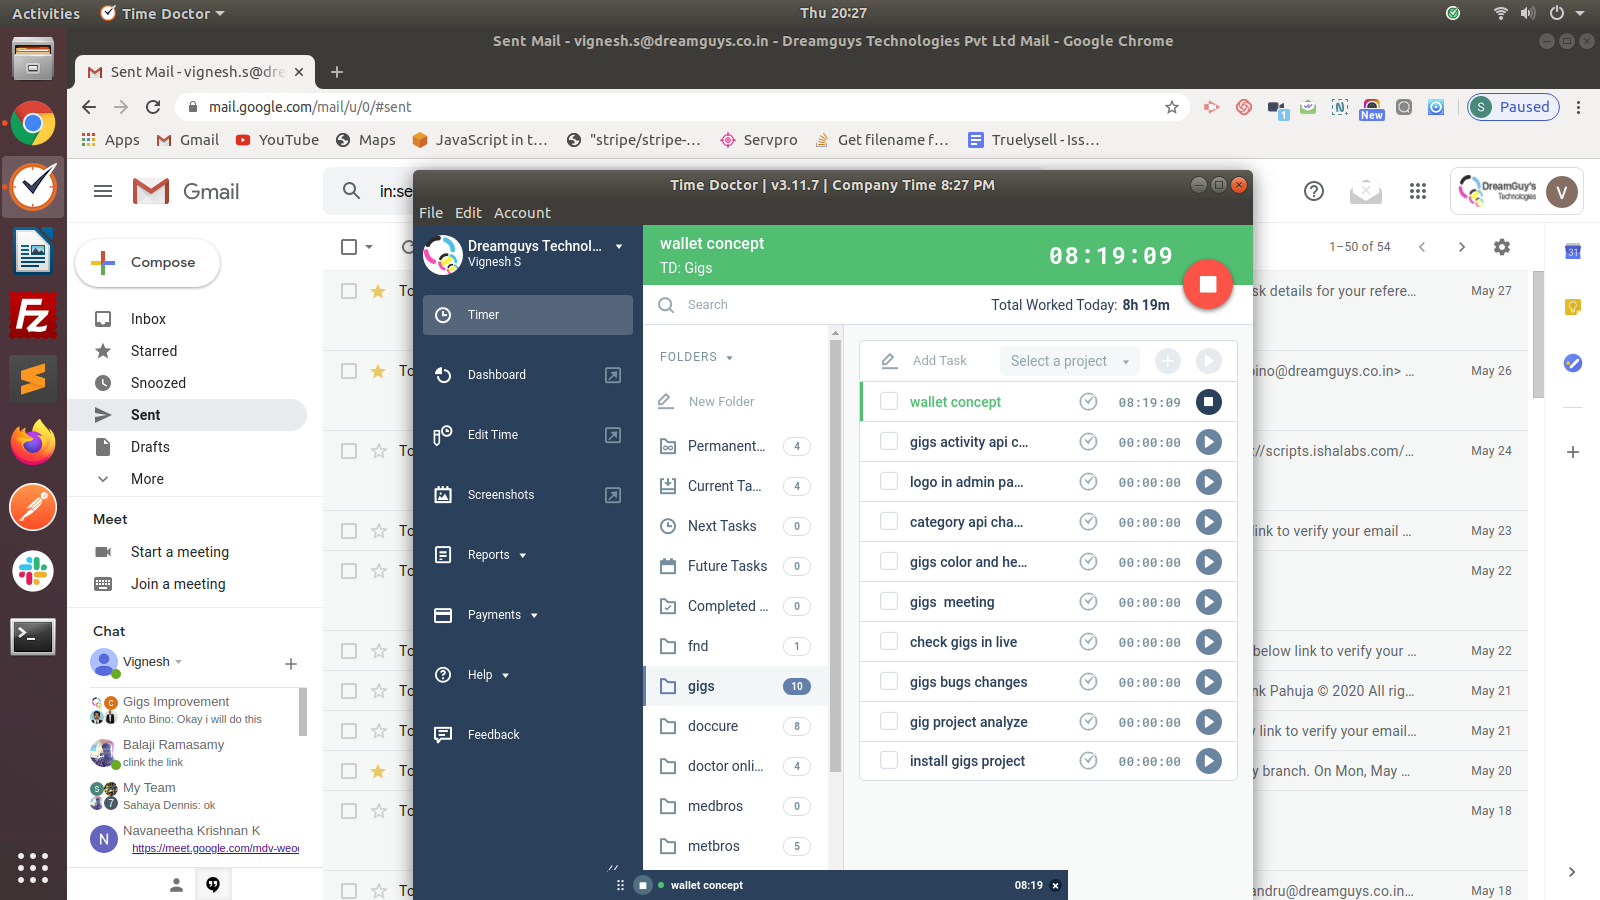 Activities
Time Doctor
Thu 20:27
Sent Mail - vignesh.s@dreamguys.co.in - Dreamguys Technologies Pvt Ltd Mail - Google Chrome
Sent Mail - vignesh.s@dre
mail.google.com/mail/u/0/#sent
1
New
S
Paused
Apps
Gmail
YouTube
Maps
JavaScript in t...
"stripe/stripe-...
Servpro
Get filename f...
Truelysell - Iss...
Gmail
in:se
DreamGuy's
Technologies
V
Compose
Inbox
Starred
Snoozed
Sent
Drafts
More
Meet
Start a meeting
Join a meeting
Chat
Vignesh
Gigs Improvement
Anto Bino: Okay i will do this
Balaji Ramasamy
clink the link
My Team
Sahaya Dennis: ok
Navaneetha Krishnan K
N
https://meet.google.com/mdv-weo
1–50 of 54
To
sk details for your refere...
May 27
To
ino@dreamguys.co.in> ...
May 26
To
://scripts.ishalabs.com/...
May 24
To
link to verify your email ...
May 23
To
May 22
To
below link to verify your ...
May 22
To
nk Pahuja © 2020 All rig...
May 21
To
link to verify your email...
May 21
To
y branch. On Mon, May ...
May 20
To
May 18
To
andru@dreamguys.co.in...
May 18
Time Doctor | v3.11.7 | Company Time 8:27 PM
File
Edit
Account
Dreamguys Technol...
Vignesh S
Timer
Dashboard
Edit Time
Screenshots
Reports
Payments
Help
Feedback
wallet concept
TD: Gigs
08:19:09
Search
Total Worked Today: 8h 19m
FOLDERS
New Folder
Permanent... 4
Current Ta... 4
Next Tasks 0
Future Tasks 0
Completed ... 0
fnd 1
gigs 10
doccure 8
doctor onli... 4
medbros 0
metbros 5
Add Task
Select a project
wallet concept 08:19:09
gigs activity api c... 00:00:00
logo in admin pa... 00:00:00
category api cha... 00:00:00
gigs color and he... 00:00:00
gigs  meeting 00:00:00
check gigs in live 00:00:00
gigs bugs changes 00:00:00
gig project analyze 00:00:00
install gigs project 00:00:00
wallet concept
08:19